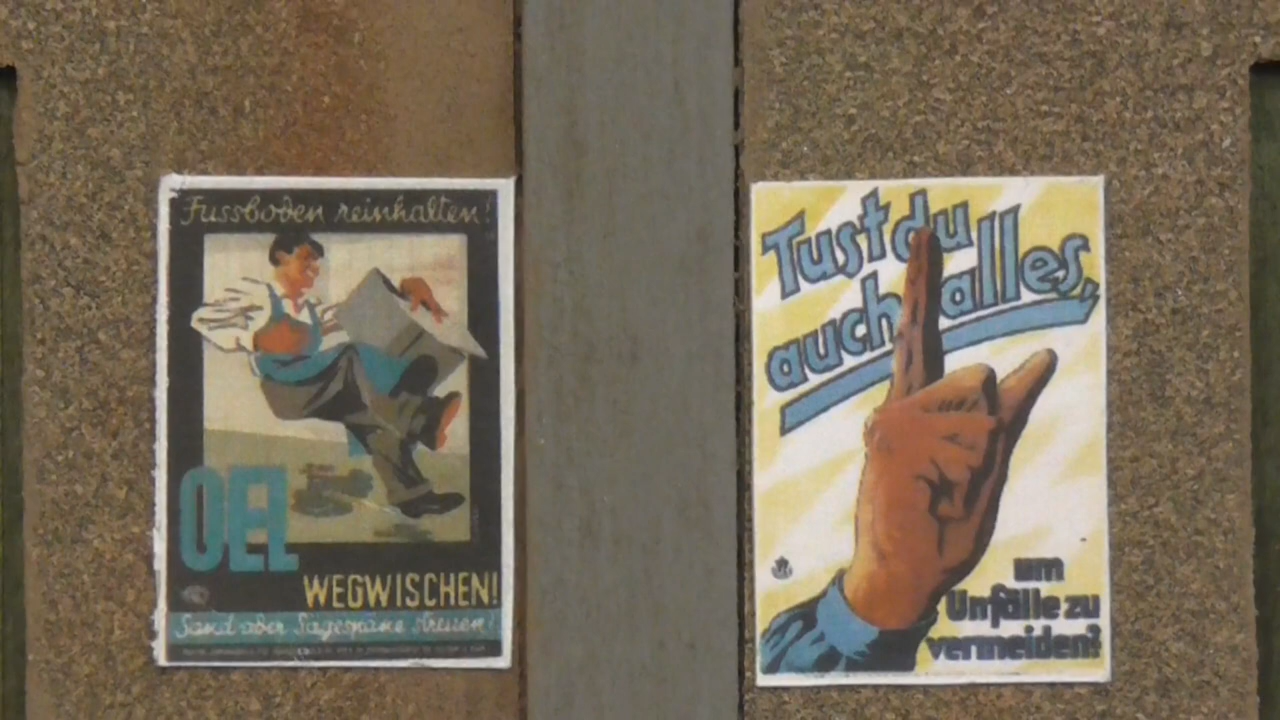 Fussboden reinhalten!
OEL
WEGWISCHEN!
Sand oder Sägespäne streuen!
Tust du
auch alles,
um
Unfälle zu
vermeiden?